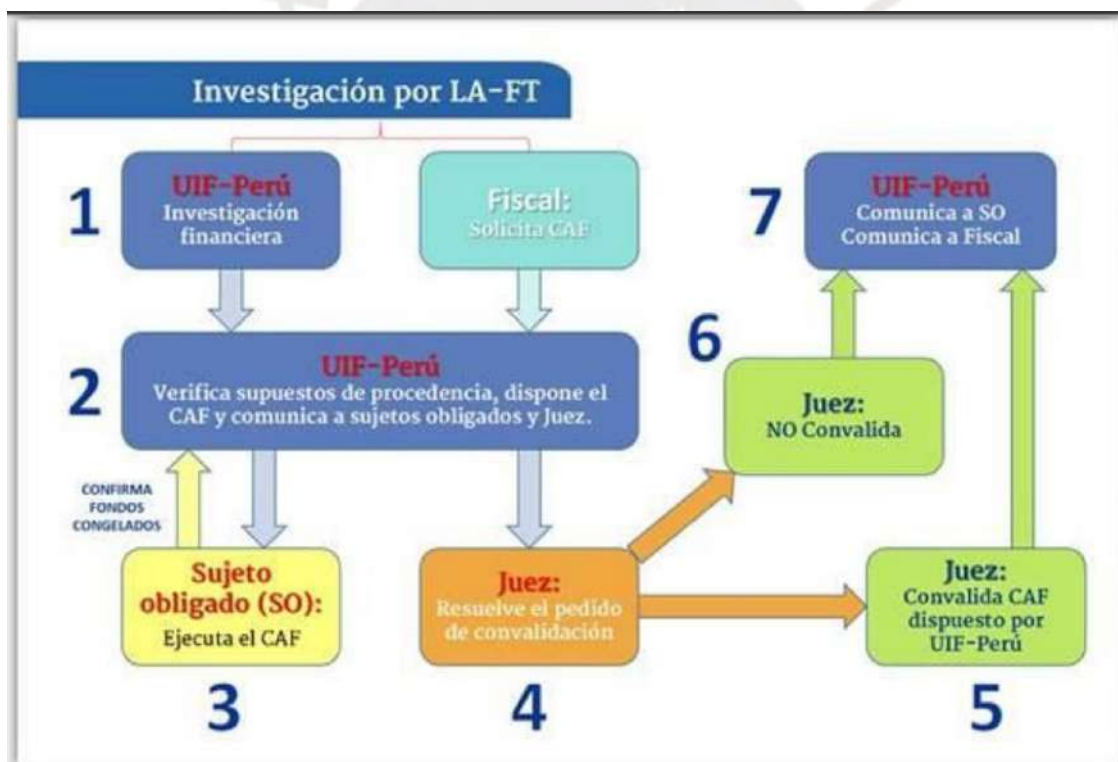 Investigación por LA-FT
1
UIF-Perú
Investigación
financiera
Fiscal:
Solicita CAF
7
UIF-Perú
Comunica a SO
Comunica a Fiscal
2
UIF-Perú
Verifica supuestos de procedencia, dispone el
CAF y comunica a sujetos obligados y Juez.
6
Juez:
NO Convalida
CONFIRMA
FONDOS
CONGELADOS
Sujeto
obligado (SO):
Ejecuta el CAF
3
Juez:
Resuelve el pedido
de convalidación
4
Juez:
Convalida CAF
dispuesto por
UIF-Perú
5